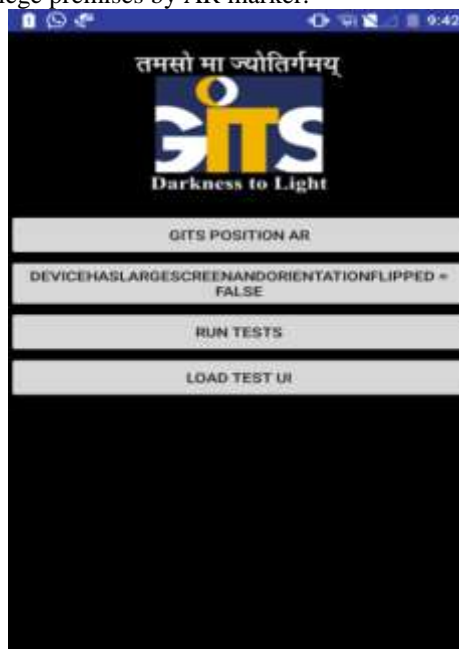 lege premises by AR marker.
9:42
तमसो मा ज्योतिर्गमय्
GiTS
Darkness to Light
GITS POSITION AR
DEVICEHASLARGESCREENANDORIENTATIONFLIPPED =
FALSE
RUN TESTS
LOAD TEST UI